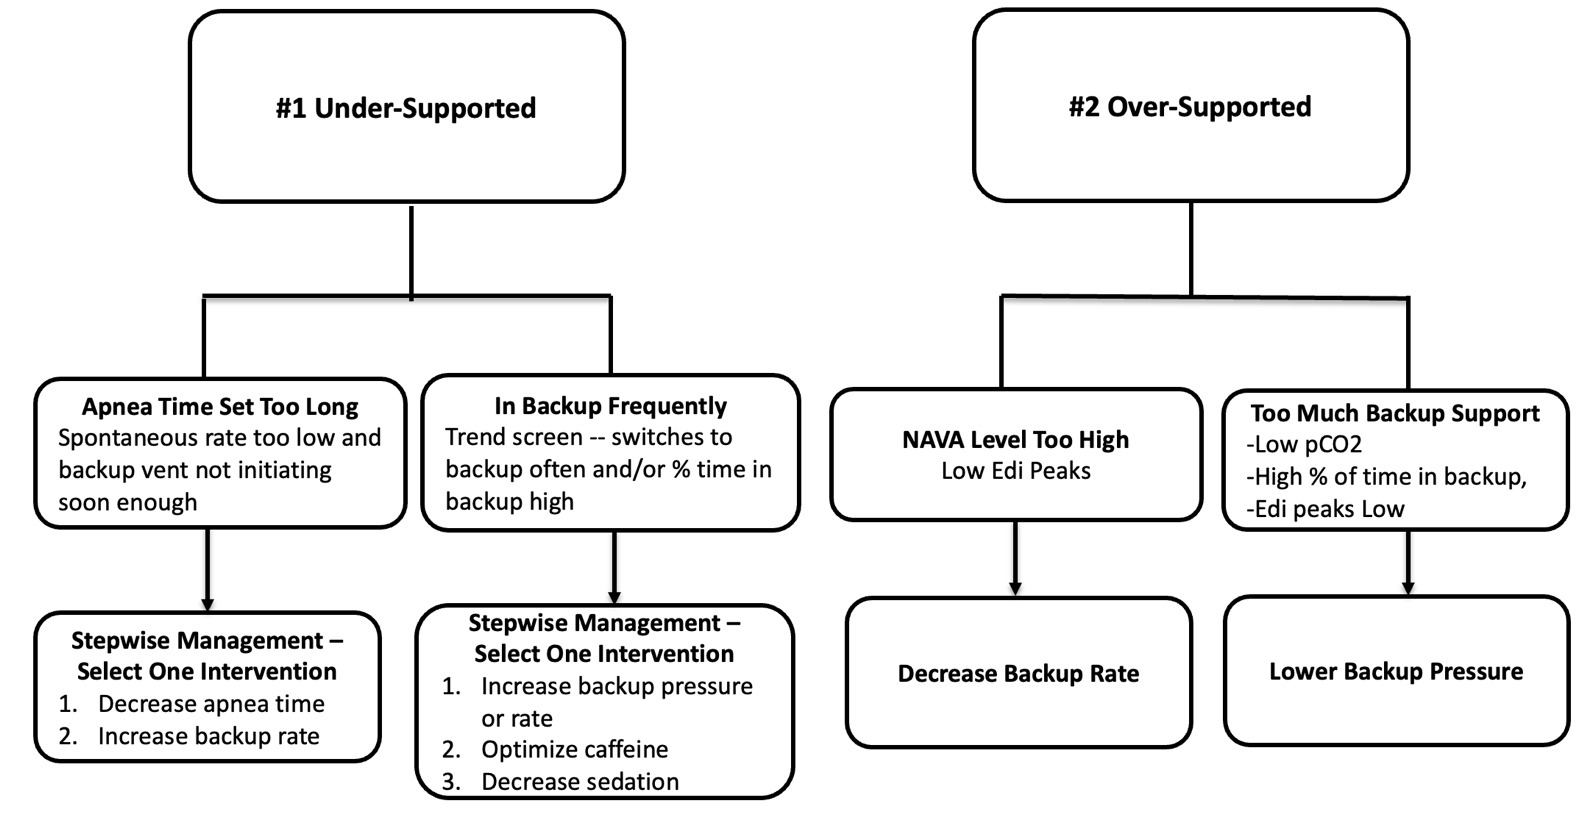 #1 Under-Supported
#2 Over-Supported
Apnea Time Set Too Long
Spontaneous rate too low and
backup vent not initiating
soon enough
In Backup Frequently
Trend screen -- switches to
backup often and/or % time in
backup high
NAVA Level Too High
Low Edi Peaks
Too Much Backup Support
-Low pCO2
-High % of time in backup,
-Edi peaks Low
Stepwise Management –
Select One Intervention
1. Decrease apnea time
2. Increase backup rate
Stepwise Management –
Select One Intervention
1. Increase backup pressure
or rate
2. Optimize caffeine
3. Decrease sedation
Decrease Backup Rate
Lower Backup Pressure